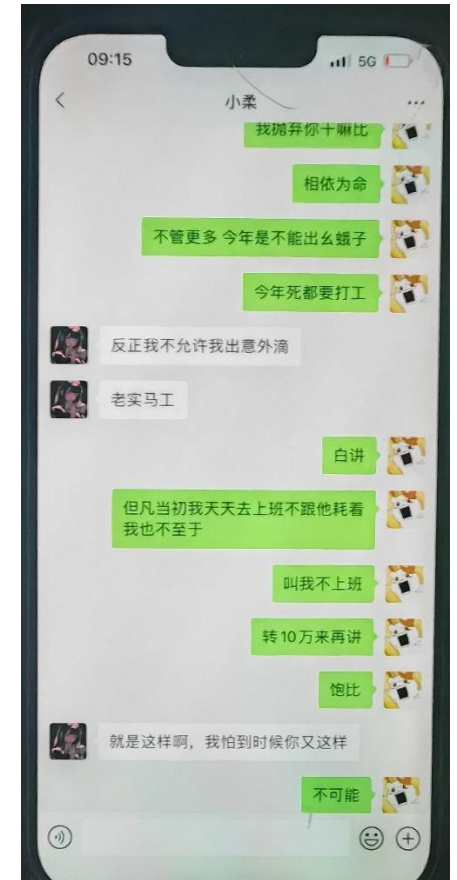 09:15
5G
小柔
我抛弃你干嘛比
相依为命
不管更多 今年是不能出幺蛾子
今年死都要打工
反正我不允许我出意外滴
老实马工
白讲
但凡当初我天天去上班不跟他耗着
我也不至于
叫我不上班
转10万来再讲
饱比
就是这样啊，我怕到时候你又这样
不可能